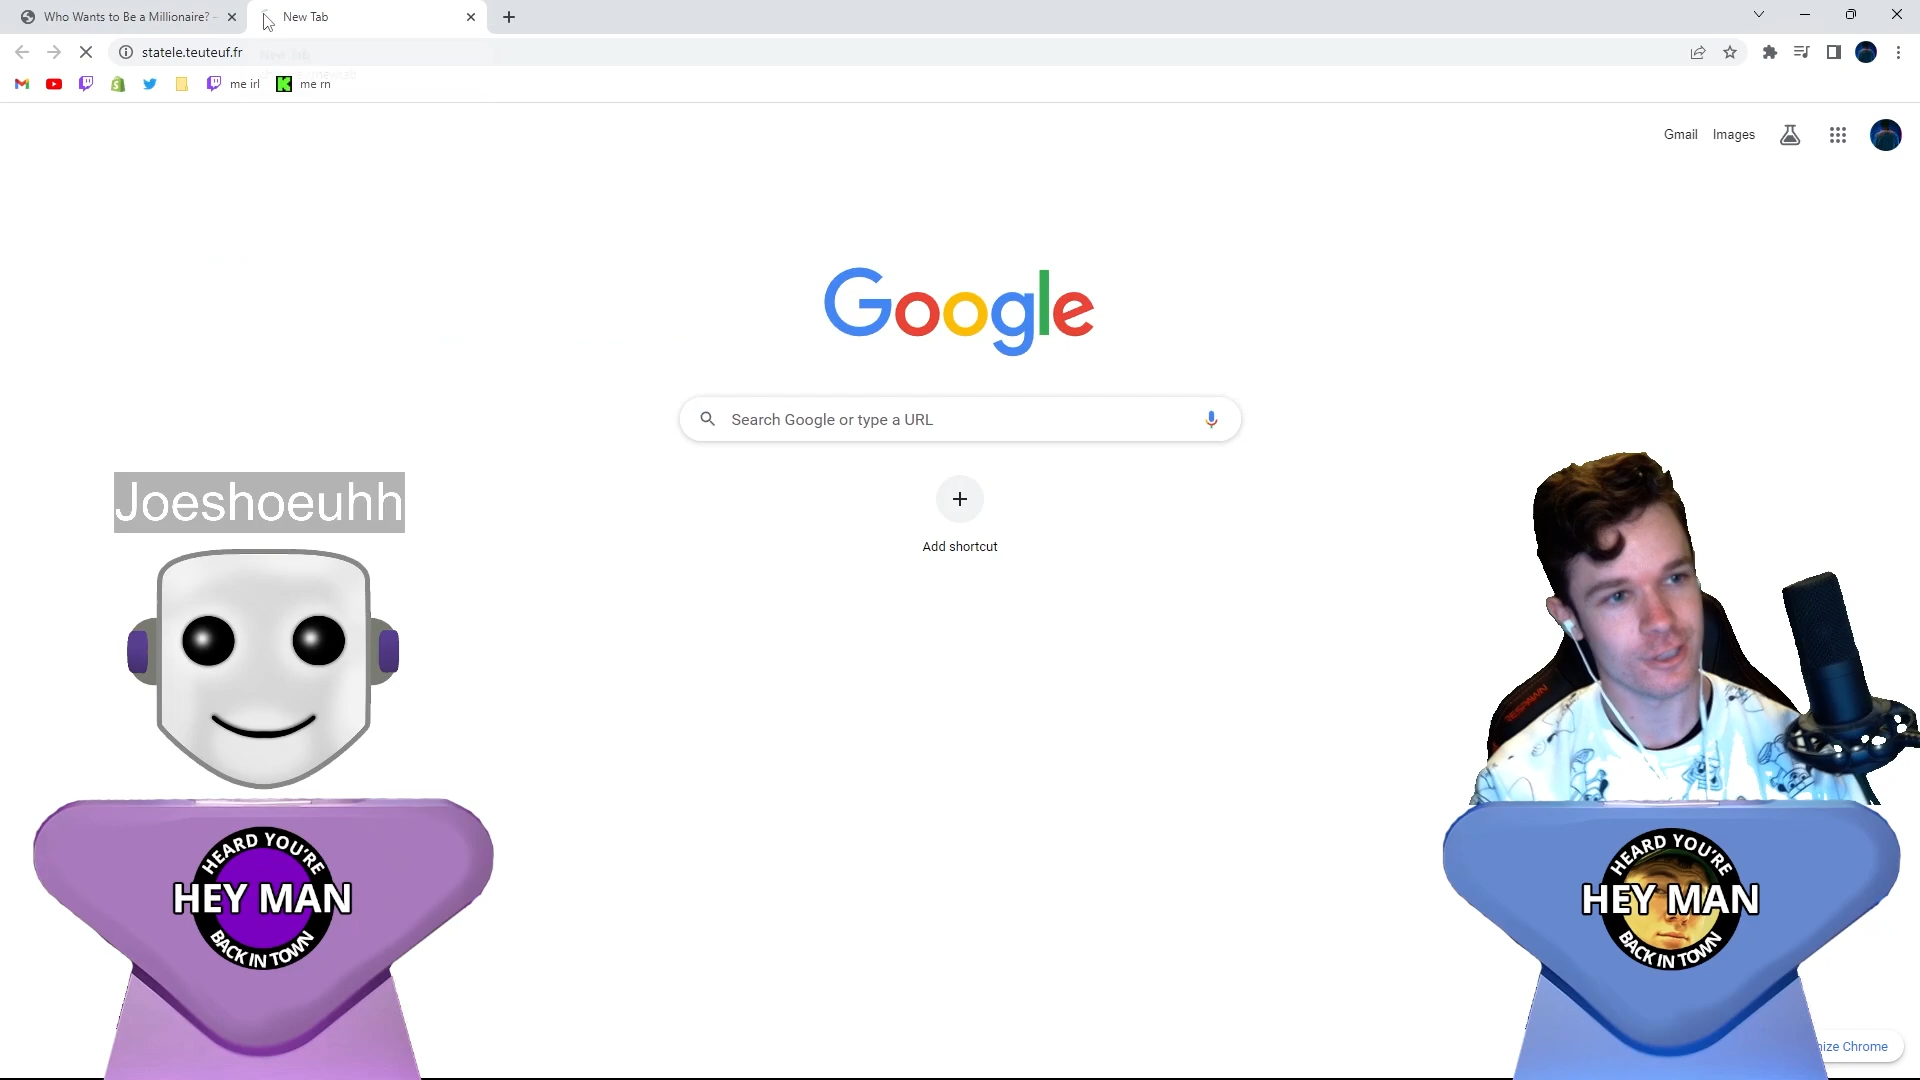 Who Wants to Be a Millionaire? -
New Tab
statele.teuteuf.fr
me irl
me rn
Gmail
Images
Google
Search Google or type a URL
Add shortcut
Joeshoeuhh
RESPAWN
HEARD YOU'RE
HEY MAN
BACK IN TOWN
HEARD YOU'RE
HEY MAN
BACK IN TOWN
ize Chrome